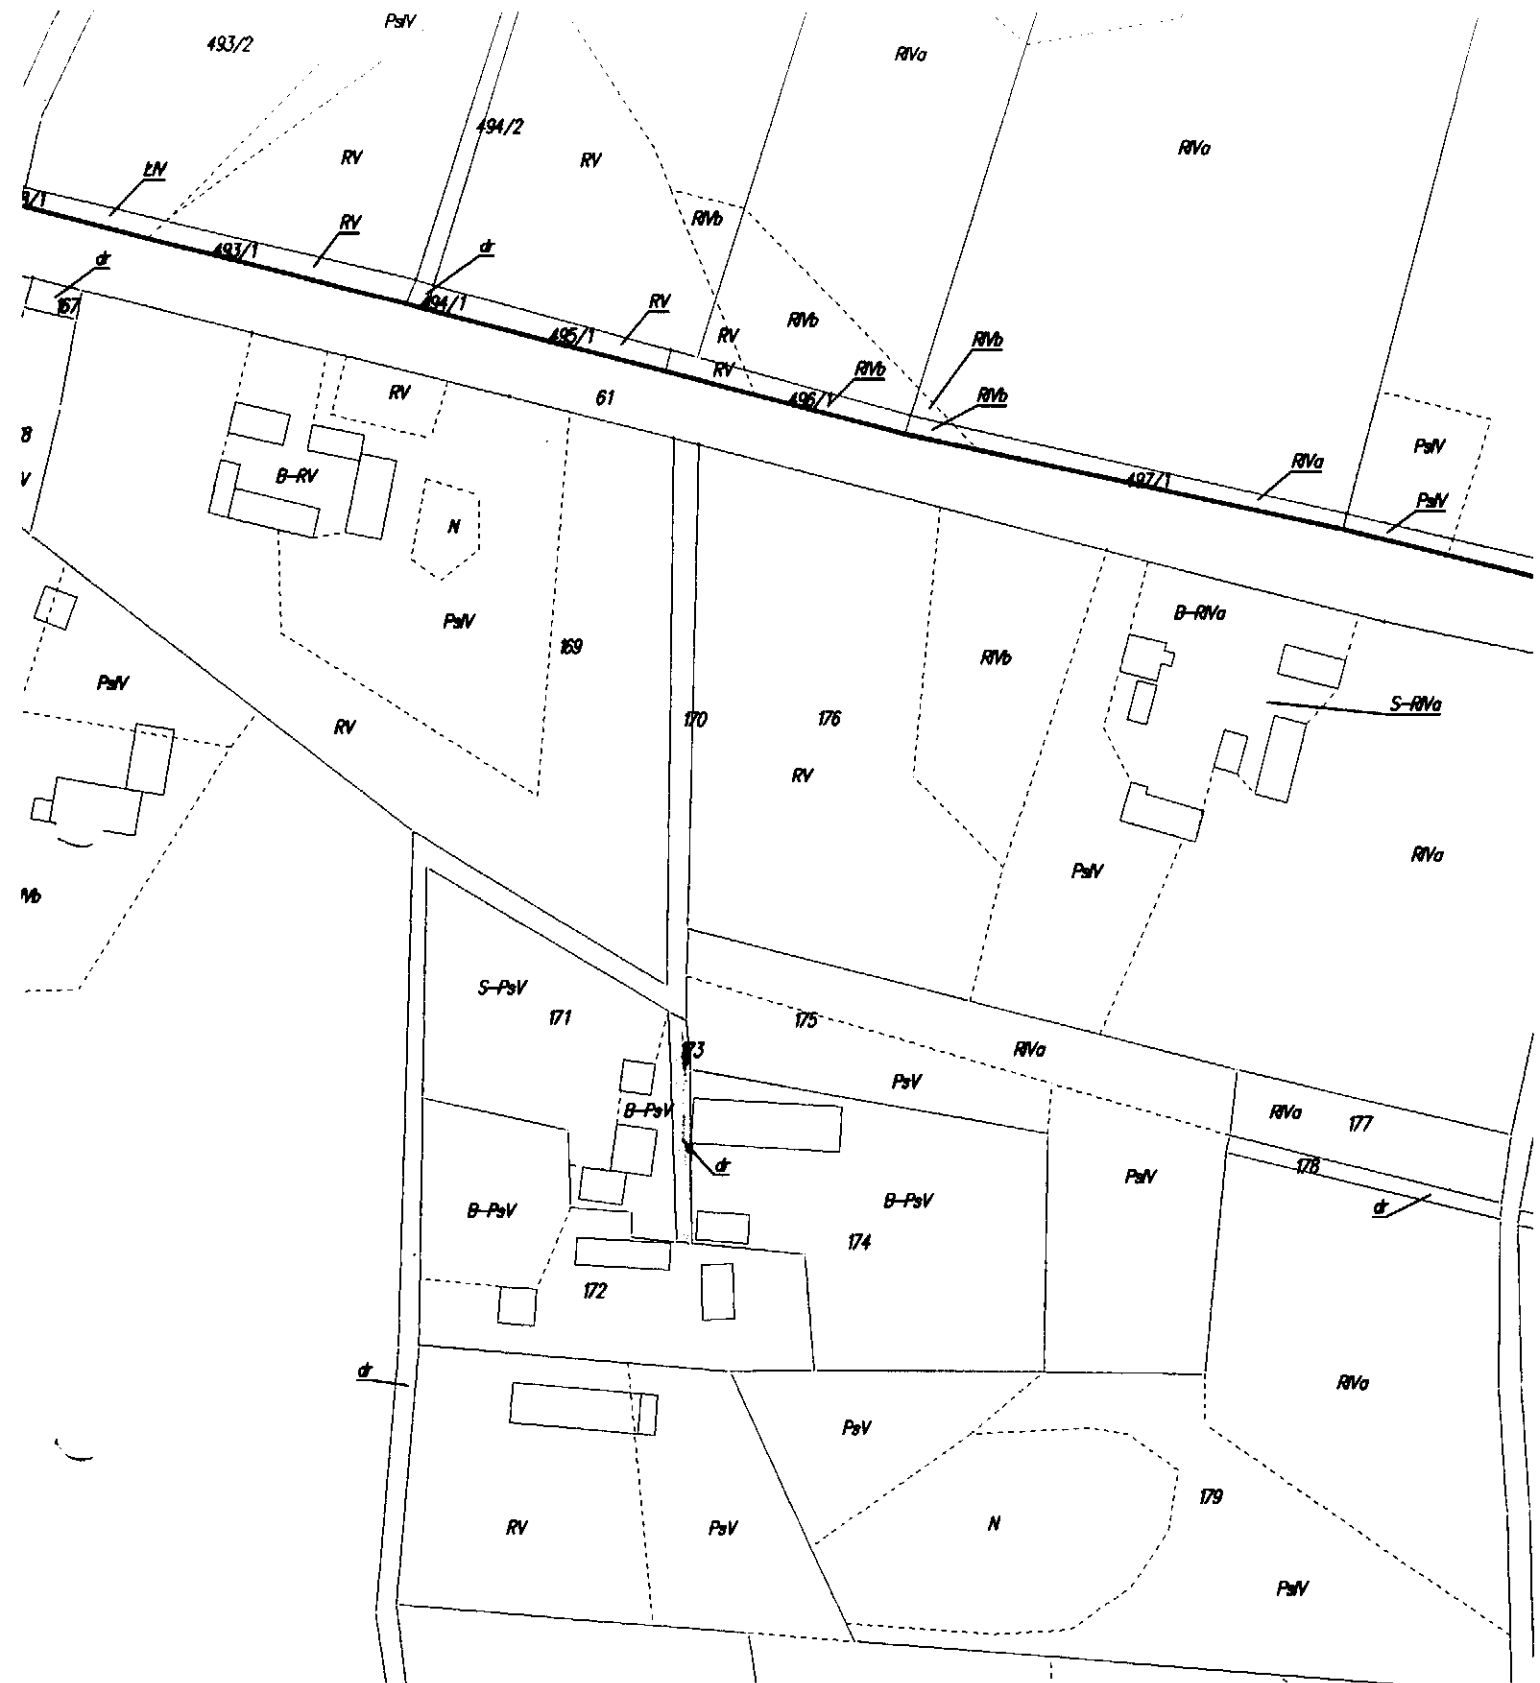 PsIV
493/2
RIVa
494/2
RV
RV
RIVa
ŁIV
3/1
RV
RIVb
493/1
dr
dr
167
494/1
RV
RIVb
495/1
RV
RIVb
RV
RIVb
RV
61
496/1
RIVb
8
V
B-RV
PsIV
RIVa
497/1
PsIV
N
B-RIVa
PsIV
169
RIVb
PsIV
S-RIVa
170
176
RV
RV
RIVa
PsIV
IVb
S-PsV
171
175
173
RIVa
PsV
B-PsV
RIVa
177
dr
178
PsIV
B-PsV
B-PsV
dr
174
172
dr
RIVa
PsV
179
RV
PsV
N
PsIV